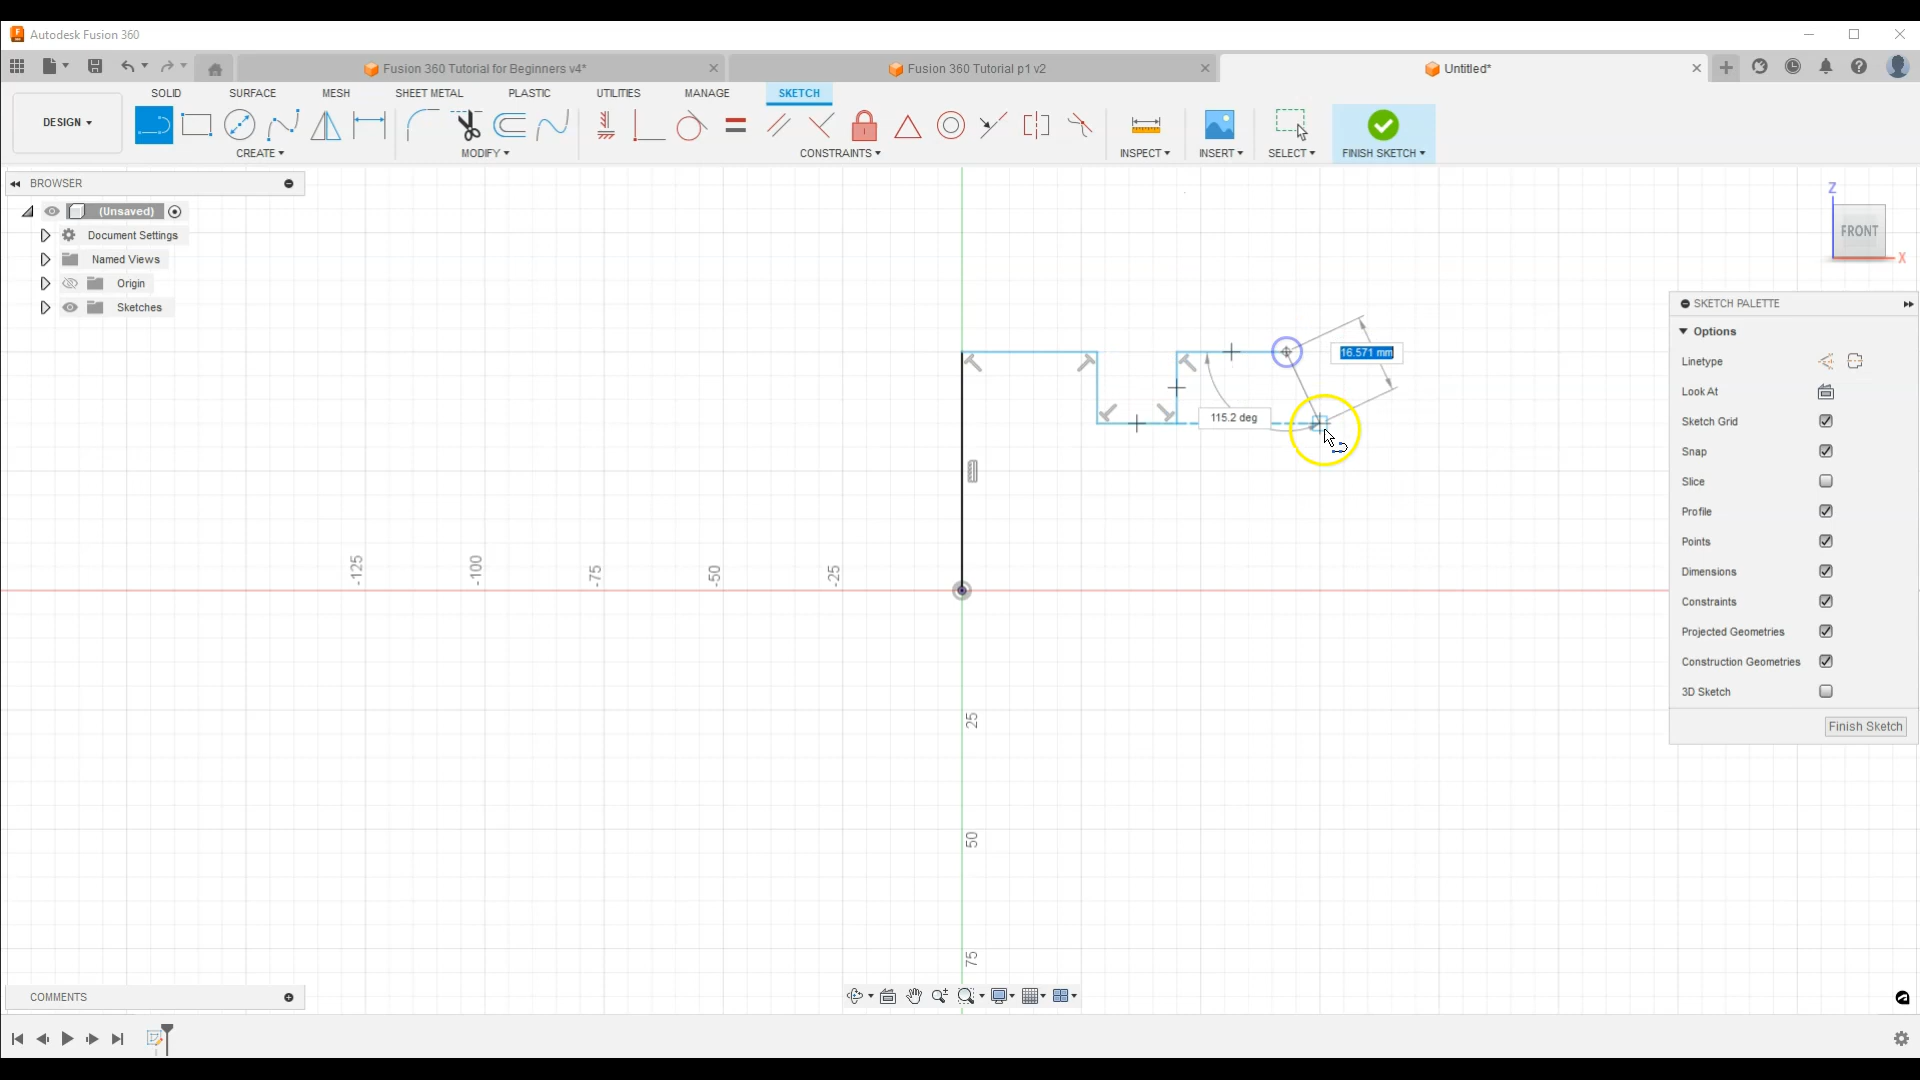 Autodesk Fusion 360
Fusion 360 Tutorial for Beginners v4*
Fusion 360 Tutorial p1 v2
Untitled*
SOLID SURFACE MESH SHEET METAL PLASTIC UTILITIES MANAGE SKETCH
DESIGN
CREATE MODIFY CONSTRAINTS INSPECT INSERT SELECT FINISH SKETCH
BROWSER
(Unsaved)
Document Settings
Named Views
Origin
Sketches
Z
FRONT
X
16.571 mm
115.2 deg
-125
-100
-75
-50
-25
25
50
75
SKETCH PALETTE
Options
Linetype
Look At
Sketch Grid
Snap
Slice
Profile
Points
Dimensions
Constraints
Projected Geometries
Construction Geometries
3D Sketch
Finish Sketch
COMMENTS